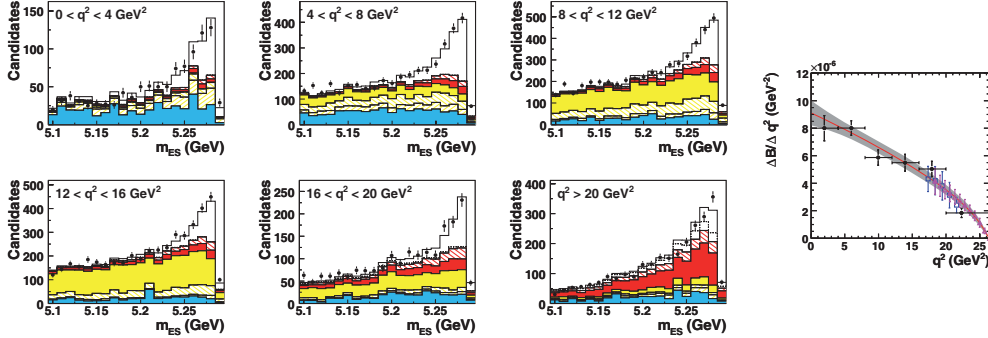 0 < q² < 4 GeV²
Candidates
150
100
50
0
5.1 5.15 5.2 5.25
m_ES (GeV)
4 < q² < 8 GeV²
Candidates
400
300
200
100
0
5.1 5.15 5.2 5.25
m_ES (GeV)
8 < q² < 12 GeV²
Candidates
500
400
300
200
100
0
5.1 5.15 5.2 5.25
m_ES (GeV)
12 < q² < 16 GeV²
Candidates
500
400
300
200
100
0
5.1 5.15 5.2 5.25
m_ES (GeV)
16 < q² < 20 GeV²
Candidates
250
200
150
100
50
0
5.1 5.15 5.2 5.25
m_ES (GeV)
q² > 20 GeV²
Candidates
400
300
200
100
0
5.1 5.15 5.2 5.25
m_ES (GeV)
×10⁻⁶
ΔB/Δ q² (GeV⁻²)
12
10
8
6
4
2
0
0 5 10 15 20 25
q² (GeV²)